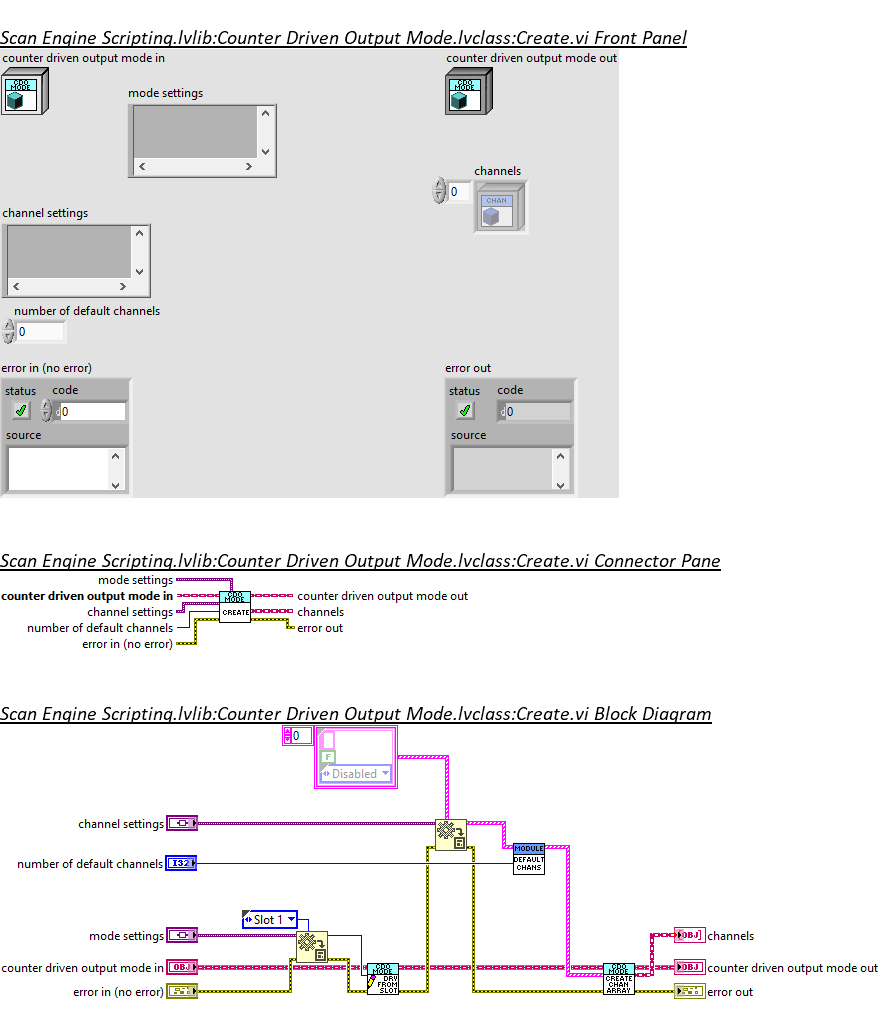 Scan Engine Scripting.lvlib:Counter Driven Output Mode.lvclass:Create.vi Front Panel
counter driven output mode in
counter driven output mode out
CDO
MODE
CDO
MODE
mode settings
channels
0
CHAN
channel settings
number of default channels
0
error in (no error)
error out
status code
status code
d0
d0
source
source
Scan Engine Scripting.lvlib:Counter Driven Output Mode.lvclass:Create.vi Connector Pane
mode settings
counter driven output mode in
CDO
MODE
counter driven output mode out
channel settings
CREATE
channels
number of default channels
error out
error in (no error)
Scan Engine Scripting.lvlib:Counter Driven Output Mode.lvclass:Create.vi Block Diagram
0
F
Disabled
channel settings
MODULE
DEFAULT
CHANS
number of default channels
I32
Slot 1
mode settings
OBJ
channels
counter driven output mode in
OBJ
CDO
MODE
DRV
FROM
SLOT
CDO
MODE
CREATE
CHAN
ARRAY
OBJ
counter driven output mode out
error in (no error)
error out